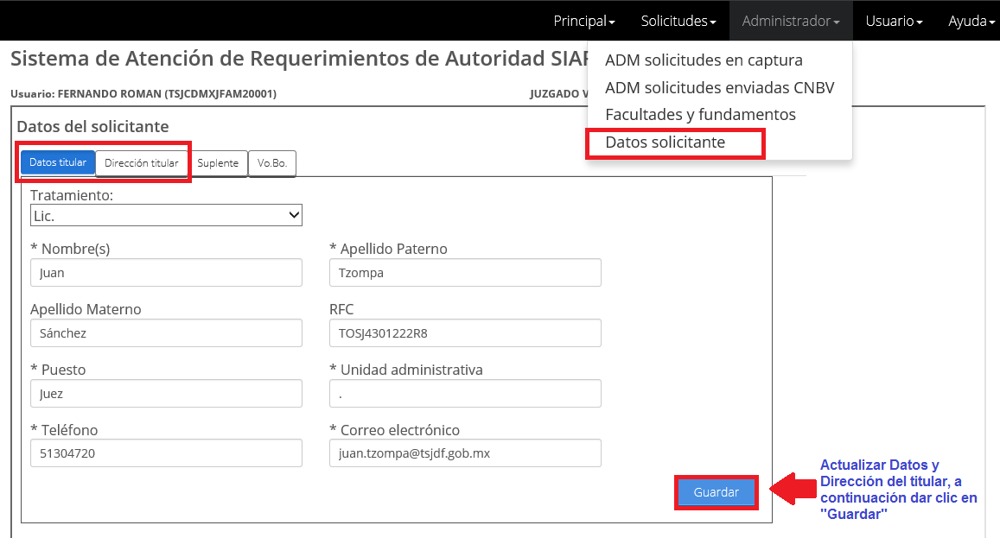 Principal Solicitudes Administrador Usuario Ayuda
ADM solicitudes en captura
ADM solicitudes enviadas CNBV
Facultades y fundamentos
Datos solicitante
Sistema de Atención de Requerimientos de Autoridad
Usuario: FERNANDO ROMAN (TSJCDMXJFAM20001) JUZGADO
Datos del solicitante
Datos titular Dirección titular Suplente Vo.Bo.
Tratamiento:
Lic.
* Nombre(s) * Apellido Paterno
Juan Tzompa
Apellido Materno RFC
Sánchez TOSJ4301222R8
* Puesto * Unidad administrativa
Juez .
* Teléfono * Correo electrónico
51304720 juan.tzompa@tsjdf.gob.mx
Guardar
Actualizar Datos y
Dirección del titular, a
continuación dar clic en
"Guardar"